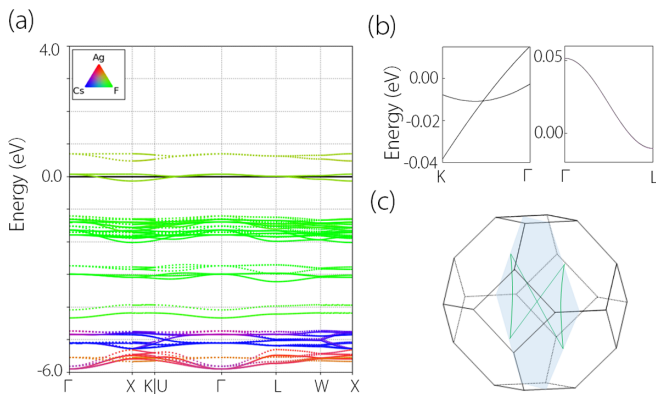 (a)
4.0
Ag
Cs
F
Energy (eV)
0.0
-6.0
Γ X K|U Γ L W X
(b)
Energy (eV)
0.00
-0.02
-0.04
K Γ
0.05
0.00
Γ L
(c)